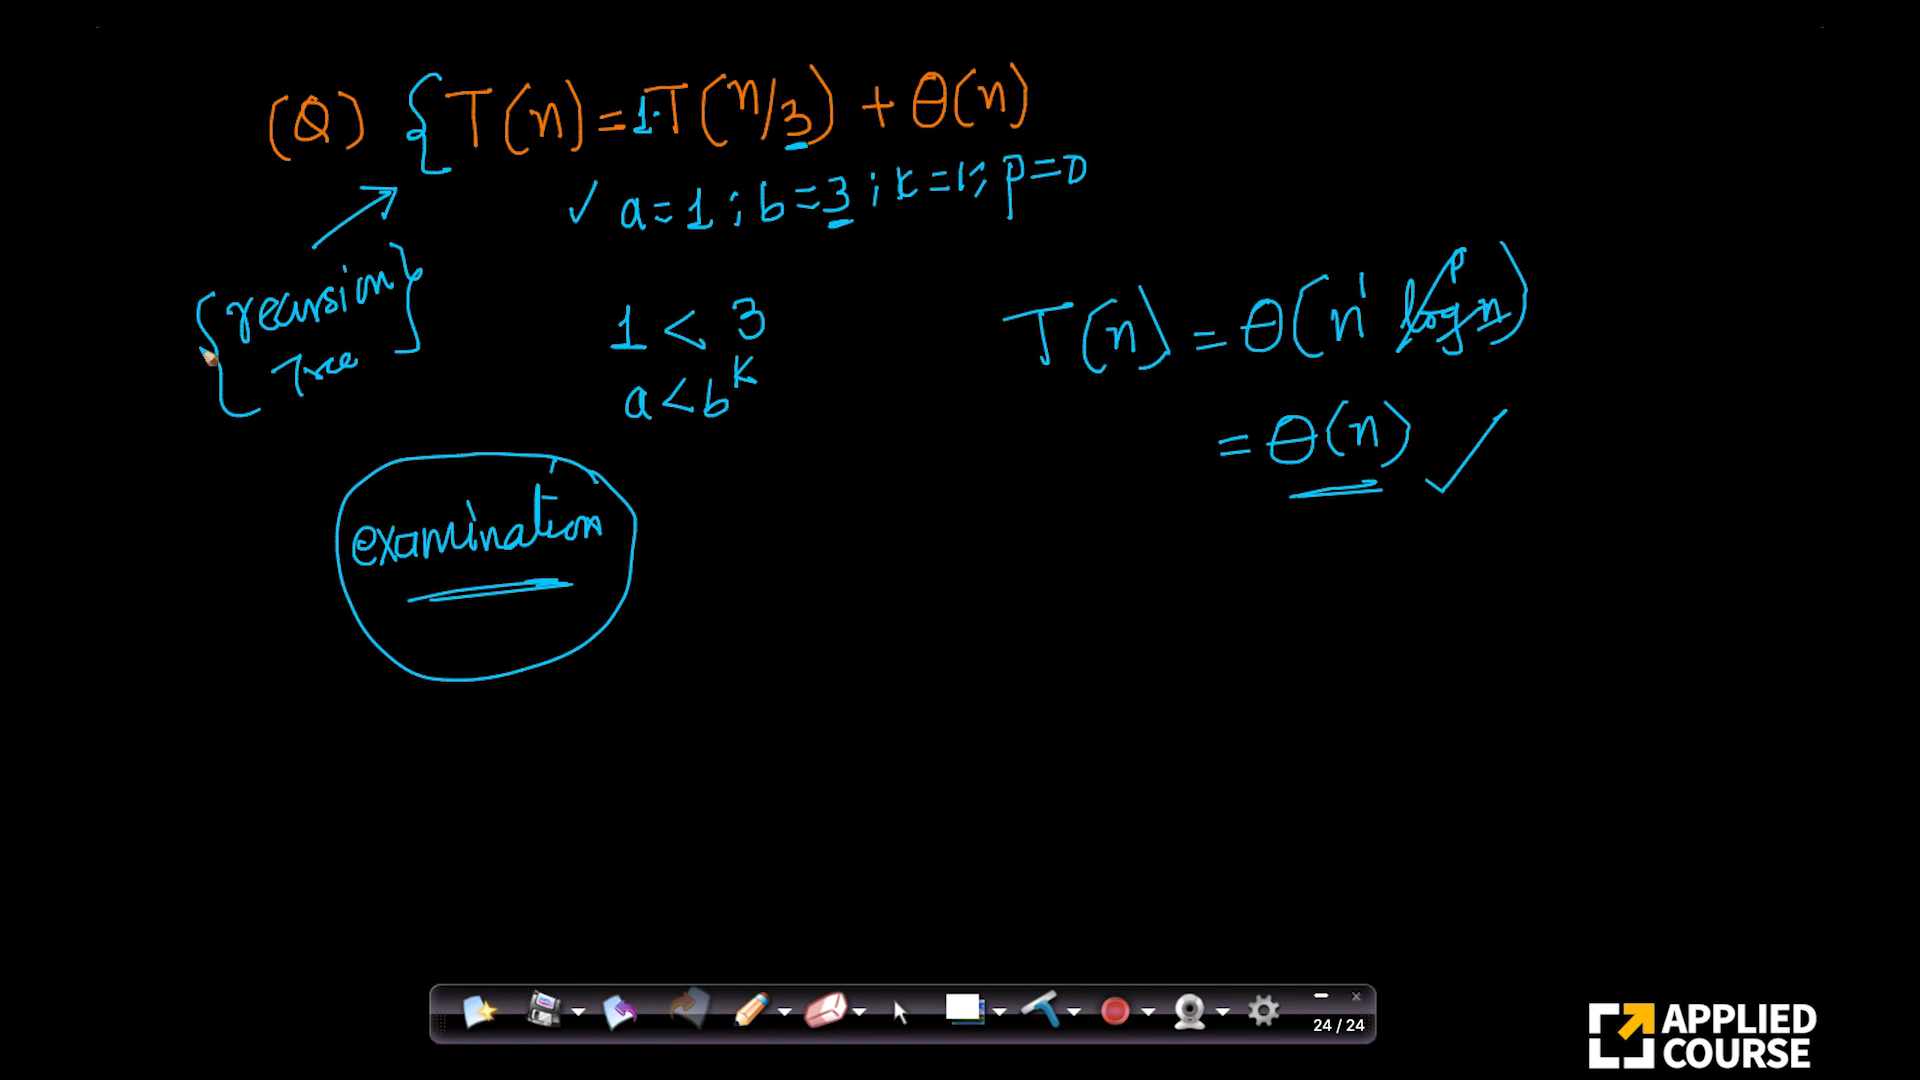 (Q) { T(n) = 1·T(n/3) + Θ(n)
✓ a = 1 ; b = 3 ; k = 1 ; p = 0
{ recursion }
Tree
1 < 3
a < b^k
T(n) = Θ(n^1 log^p n)
= Θ(n) ✓
examination
24 / 24
APPLIED
COURSE